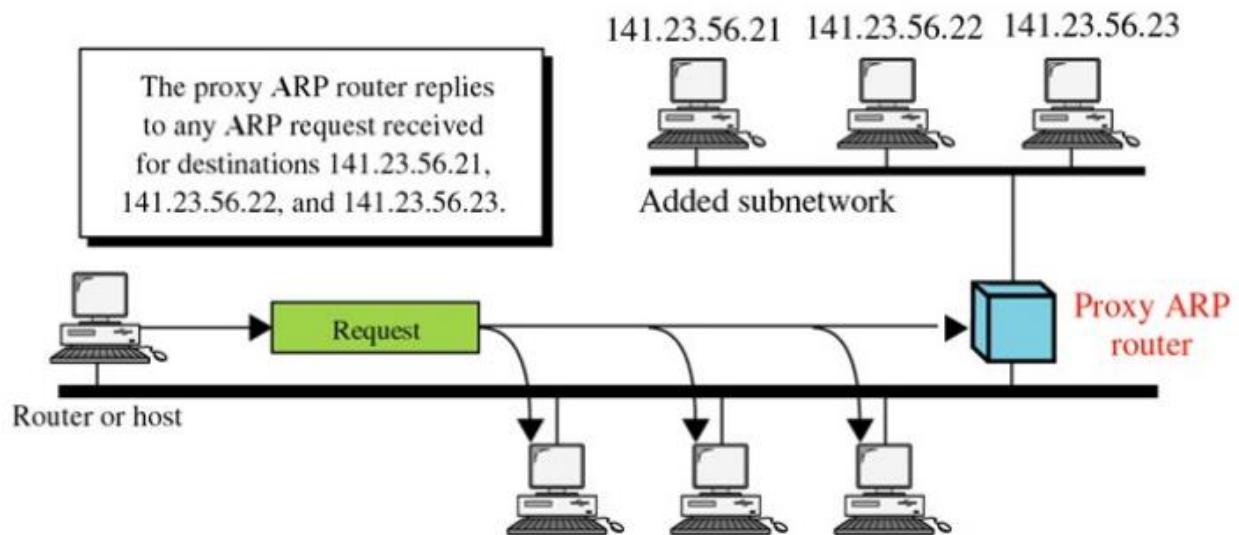 141.23.56.21 141.23.56.22 141.23.56.23
The proxy ARP router replies
to any ARP request received
for destinations 141.23.56.21,
141.23.56.22, and 141.23.56.23.
Added subnetwork
Request
Proxy ARP
router
Router or host